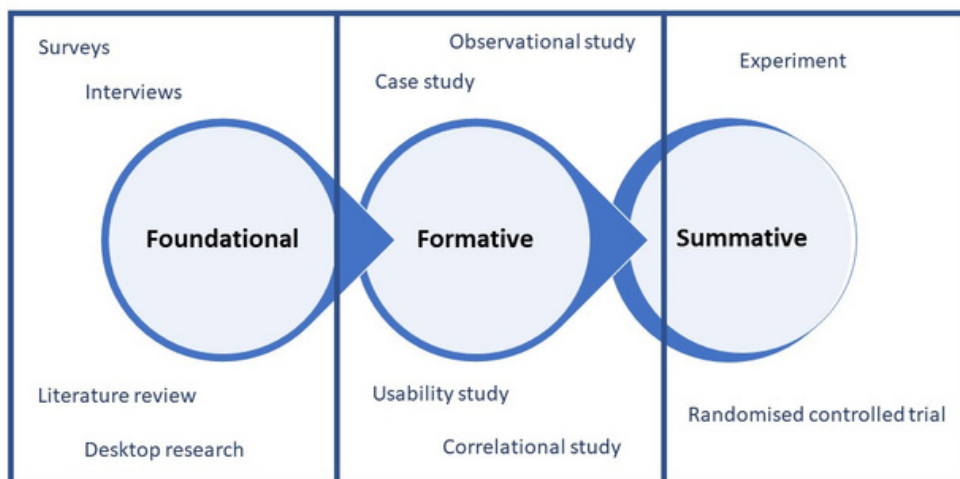 Surveys
Interviews
Foundational
Literature review
Desktop research
Observational study
Case study
Formative
Usability study
Correlational study
Experiment
Summative
Randomised controlled trial